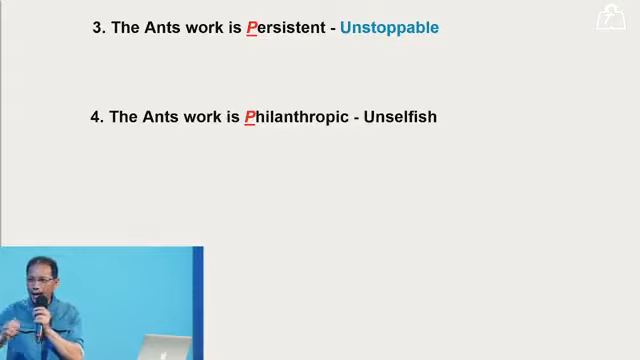 3. The Ants work is Persistent - Unstoppable
4. The Ants work is Philanthropic - Unselfish